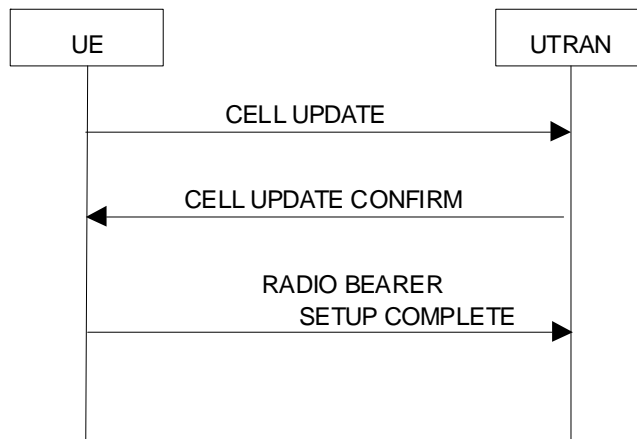 UE
UTRAN
CELL UPDATE
CELL UPDATE CONFIRM
RADIO BEARER
SETUP COMPLETE